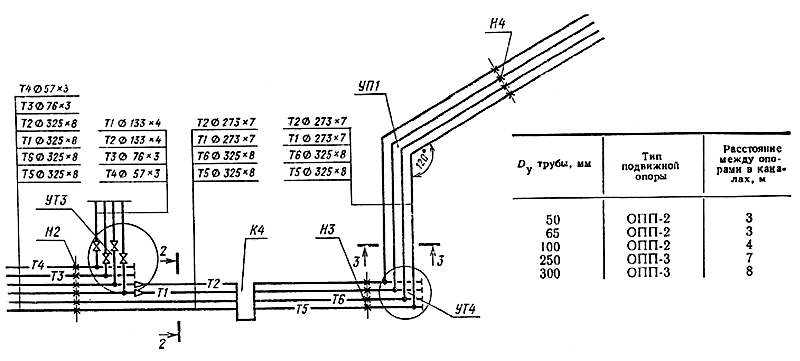 Т4 Ø 57×3
Т3 Ø 76×3
Т2 Ø 325×8
Т1 Ø 325×8
Т6 Ø 325×8
Т5 Ø 325×8
Т1 Ø 133×4
Т2 Ø 133×4
Т3 Ø 76×3
Т4 Ø 57×3
Т2 Ø 273×7
Т1 Ø 273×7
Т6 Ø 325×8
Т5 Ø 325×8
Т2 Ø 273×7
Т1 Ø 273×7
Т6 Ø 325×8
Т5 Ø 325×8
УП1
Н4
120°
УТ3
Н2
2
К4
Н3
3
3
Т4
Т3
Т2
Т1
Т6
Т5
УТ4
2
Dу трубы, мм
Тип подвижной опоры
Расстояние между опорами в каналах, м
50 ОПП-2 3
65 ОПП-2 3
100 ОПП-2 4
250 ОПП-3 7
300 ОПП-3 8